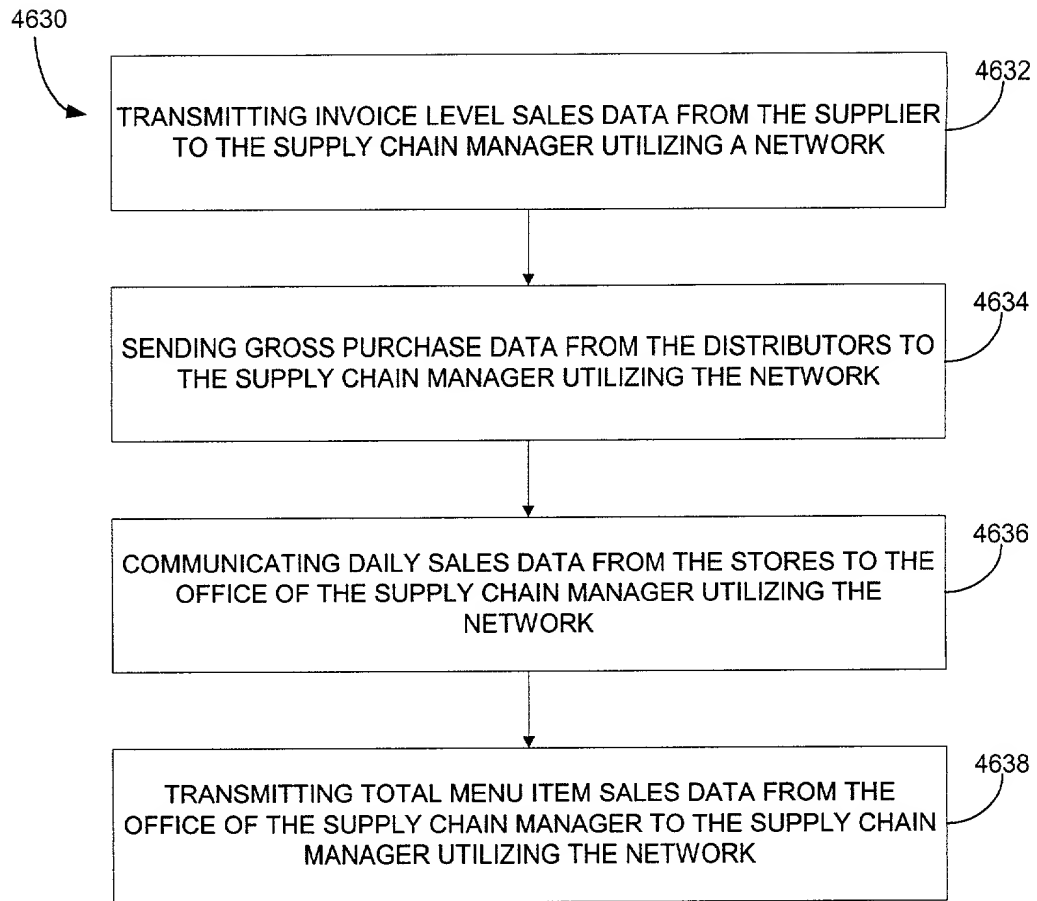 4630
4632
TRANSMITTING INVOICE LEVEL SALES DATA FROM THE SUPPLIER
TO THE SUPPLY CHAIN MANAGER UTILIZING A NETWORK
4634
SENDING GROSS PURCHASE DATA FROM THE DISTRIBUTORS TO
THE SUPPLY CHAIN MANAGER UTILIZING THE NETWORK
4636
COMMUNICATING DAILY SALES DATA FROM THE STORES TO THE
OFFICE OF THE SUPPLY CHAIN MANAGER UTILIZING THE
NETWORK
4638
TRANSMITTING TOTAL MENU ITEM SALES DATA FROM THE
OFFICE OF THE SUPPLY CHAIN MANAGER TO THE SUPPLY CHAIN
MANAGER UTILIZING THE NETWORK